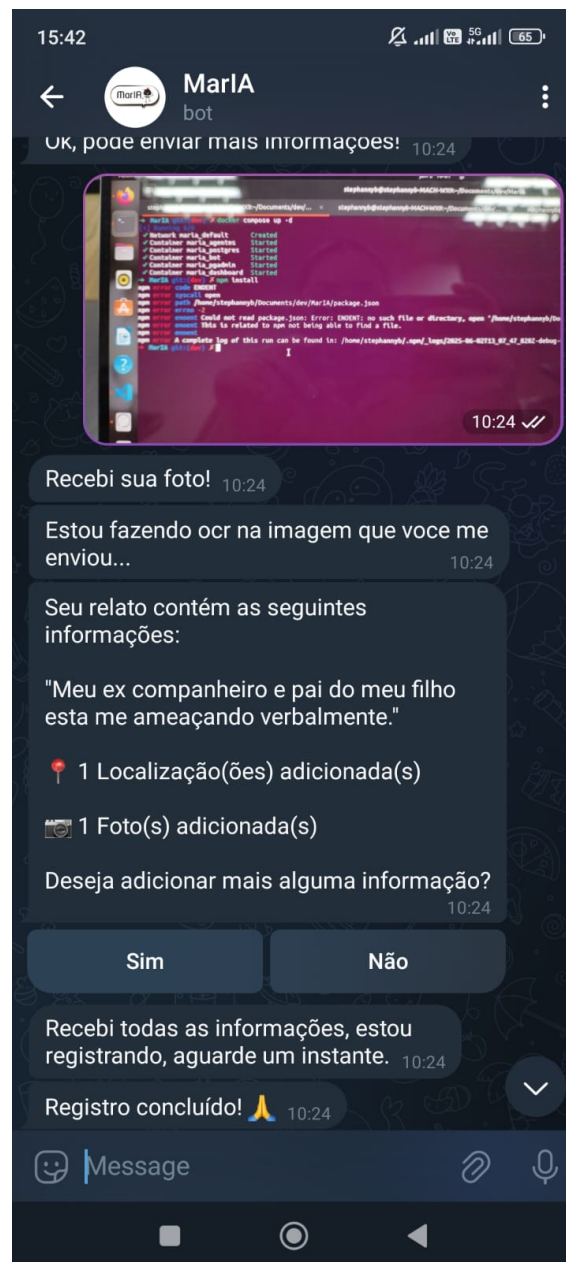 15:42
5G
65
MarIA
bot
Ok, pode enviar mais informações! 10:24
MarIA git:(dev) ✗ docker compose up -d
✔ Network maria_default Created
✔ Container maria_agentes Started
✔ Container maria_postgres Started
✔ Container maria_bot Started
✔ Container maria_pgadmin Started
✔ Container maria_dashboard Started
MarIA git:(dev) ✗ npm install
npm error code ENOENT
npm error syscall open
npm error path /home/stephannyb/Documents/dev/MarIA/package.json
npm error errno -2
npm error enoent Could not read package.json: Error: ENOENT: no such file or directory, open
npm error enoent This is related to npm not being able to find a file.
npm error enoent
npm error A complete log of this run can be found in:
MarIA git:(dev) ✗
10:24
Recebi sua foto! 10:24
Estou fazendo ocr na imagem que voce me
enviou... 10:24
Seu relato contém as seguintes
informações:
"Meu ex companheiro e pai do meu filho
esta me ameaçando verbalmente."
📍 1 Localização(ões) adicionada(s)
📷 1 Foto(s) adicionada(s)
Deseja adicionar mais alguma informação?
10:24
Sim Não
Recebi todas as informações, estou
registrando, aguarde um instante. 10:24
Registro concluído! 🙏 10:24
Message